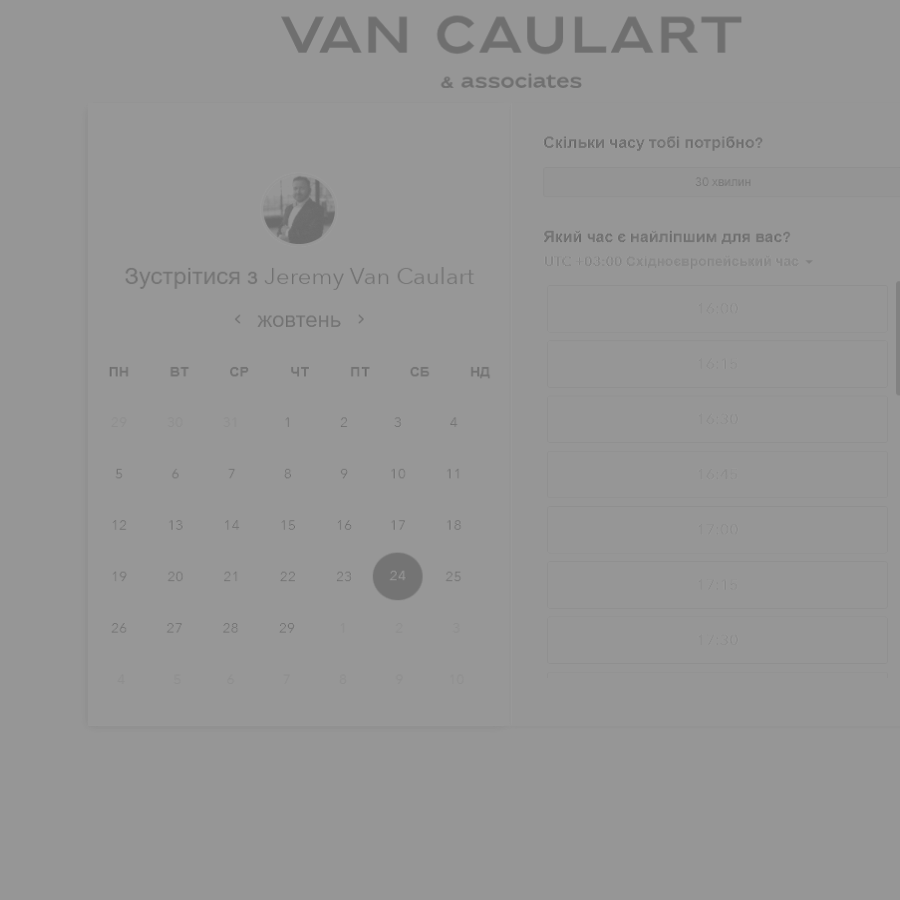 VAN CAULART
& associates
Зустрітися з Jeremy Van Caulart
< жовтень >
ПН ВТ СР ЧТ ПТ СБ НД
29 30 31 1 2 3 4
5 6 7 8 9 10 11
12 13 14 15 16 17 18
19 20 21 22 23 24 25
26 27 28 29 1 2
4 5 6 7 8 9 10
Скільки часу тобі потрібно?
30 хвилин
Який час є найліпшим для вас?
UTC +03:00 Східноєвропейський час
16:00
16:15
16:30
16:45
17:00
17:15
17:30